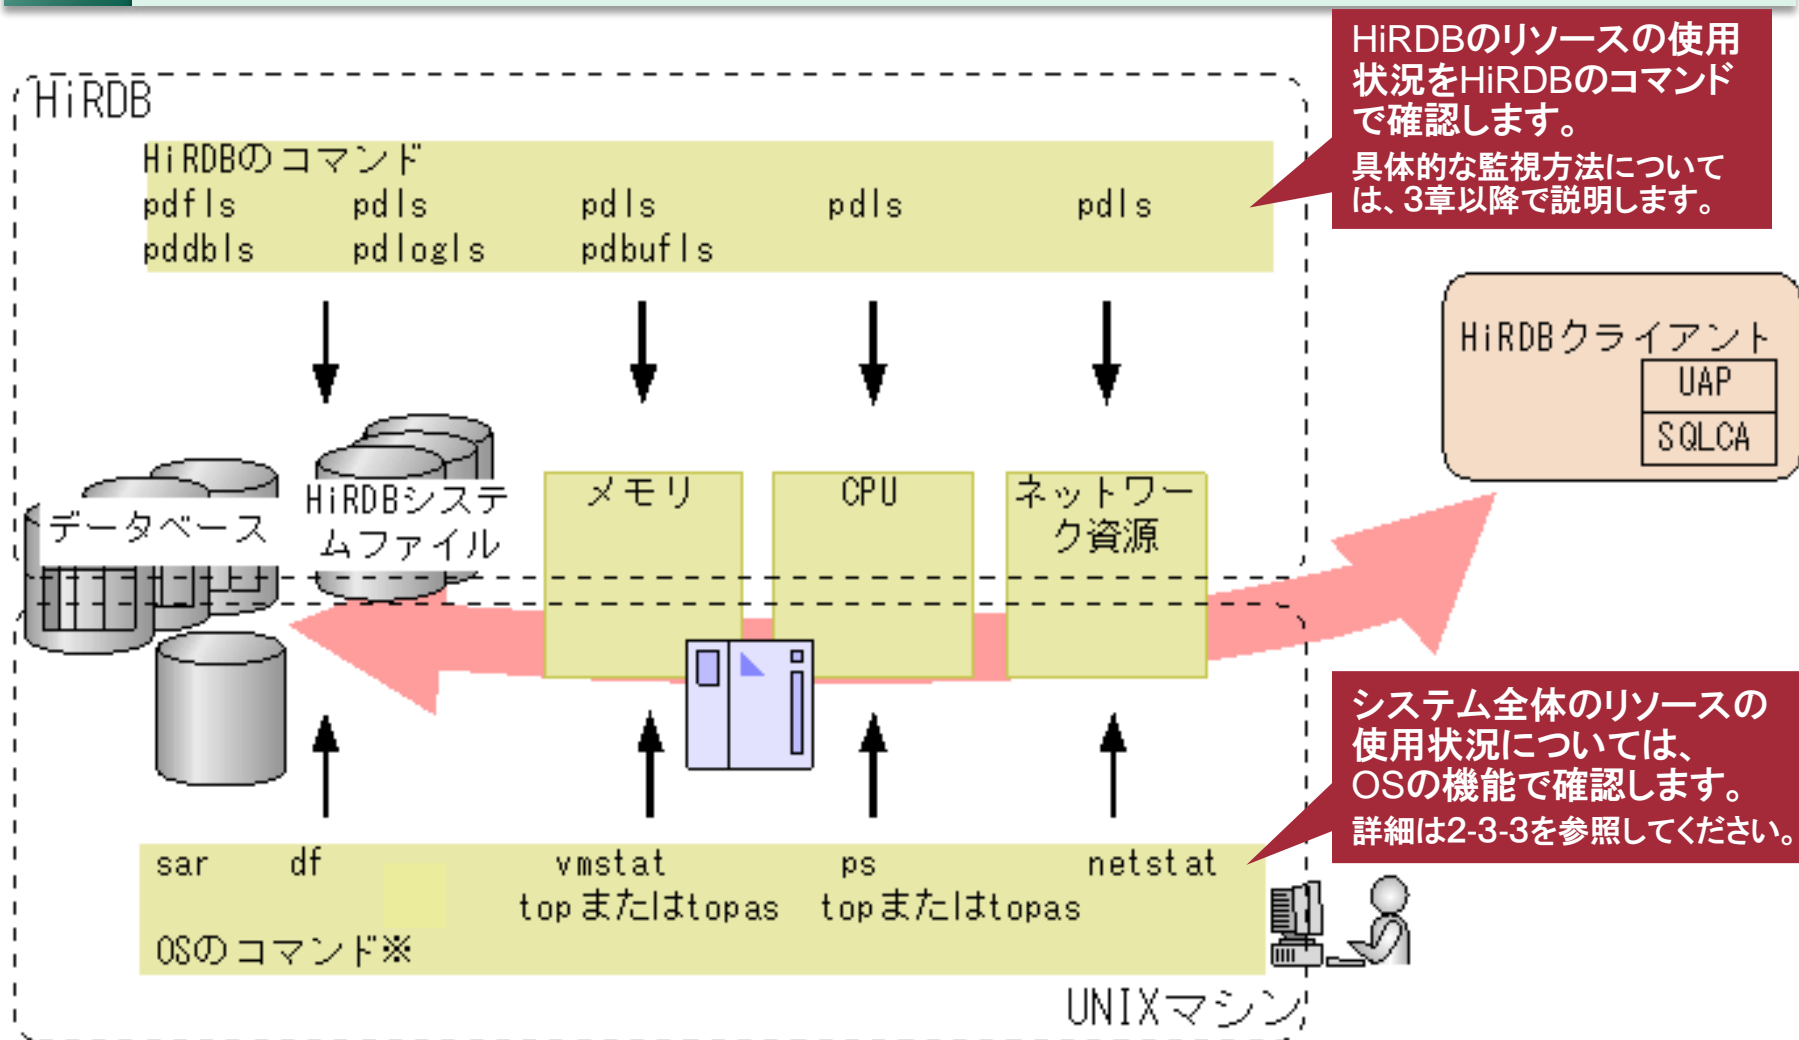 HiRDBのリソースの使用
状況をHiRDBのコマンド
で確認します。
具体的な監視方法について
は、3章以降で説明します。
HiRDB
HiRDBのコマンド
pdfls pdls pdls pdls pdls
pddbls pdlogls pdbufls
HiRDBクライアント
UAP
SQLCA
データベース
HiRDBシステ
ムファイル
メモリ
CPU
ネットワー
ク資源
システム全体のリソースの
使用状況については、
OSの機能で確認します。
詳細は2-3-3を参照してください。
sar df vmstat ps netstat
topまたはtopas topまたはtopas
OSのコマンド※
UNIXマシン